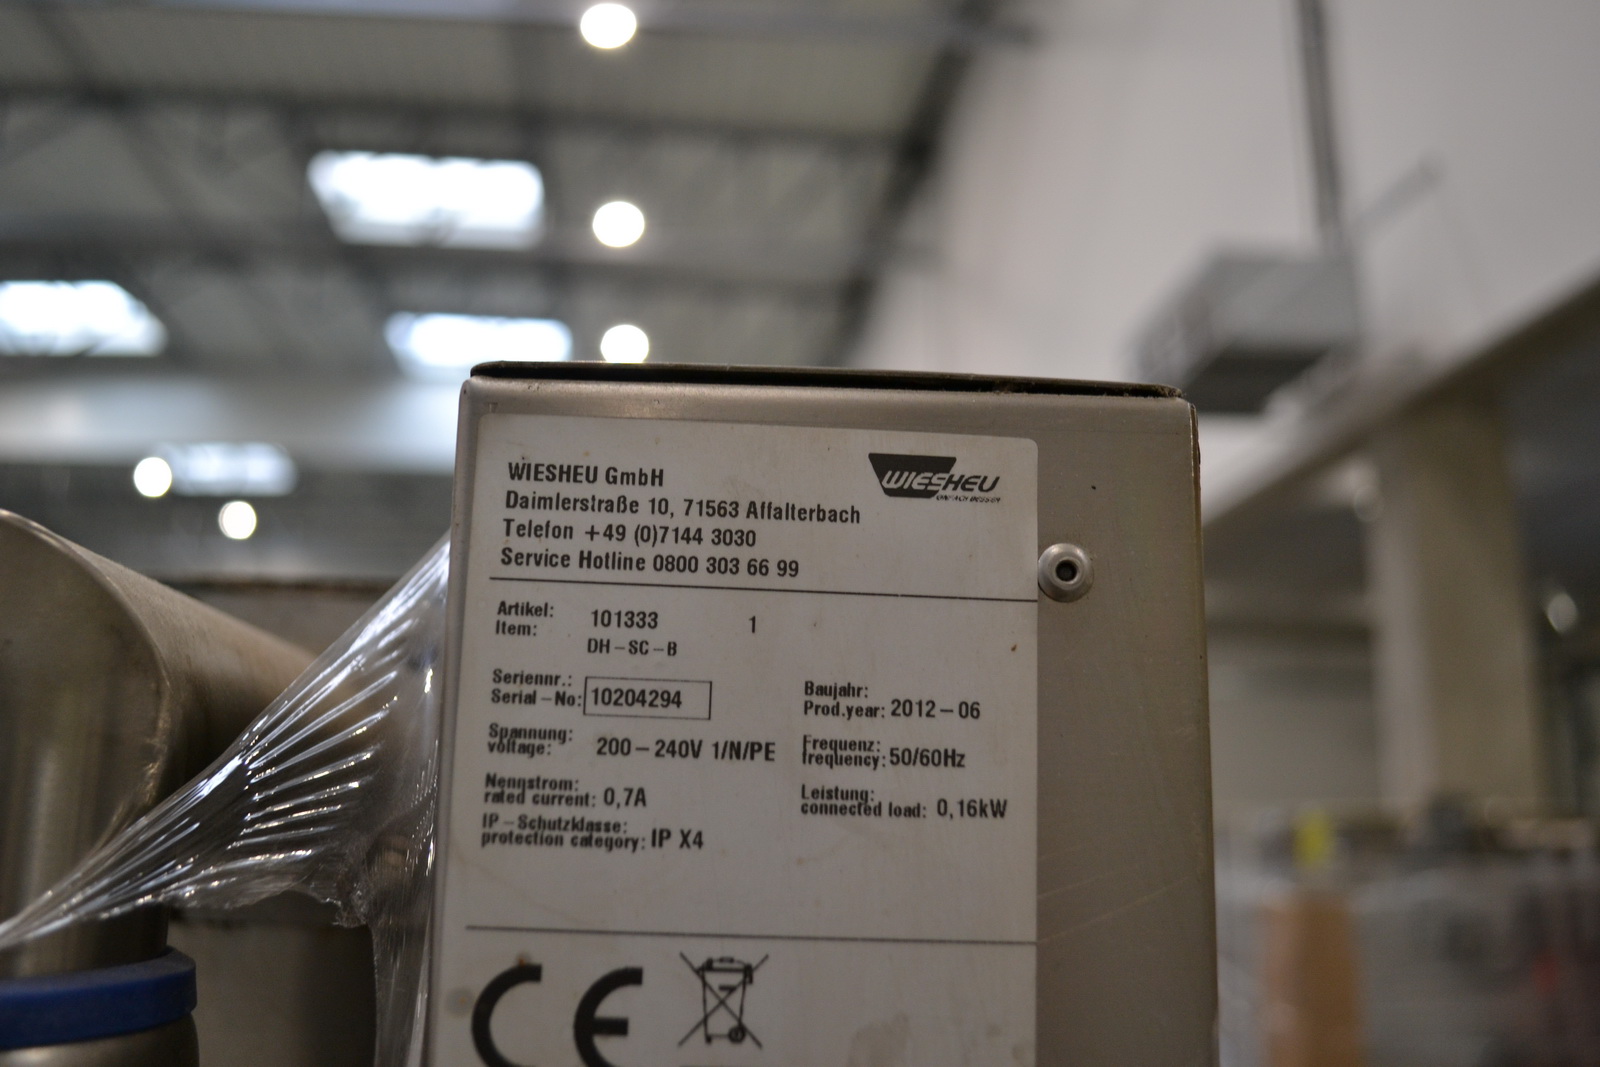 WIESHEU GmbH
Daimlerstraße 10, 71563 Affalterbach
Telefon +49 (0)7144 3030
Service Hotline 0800 303 66 99
WIESHEU
EINFACH BESSER
Artikel:
Item: 101333 1
DH-SC-B
Seriennr.:
Serial-No: 10204294
Baujahr:
Prod.year: 2012-06
Spannung:
voltage: 200-240V 1/N/PE
Frequenz:
frequency: 50/60Hz
Nennstrom:
rated current: 0,7A
Leistung:
connected load: 0,16kW
IP-Schutzklasse:
protection category: IP X4
CE